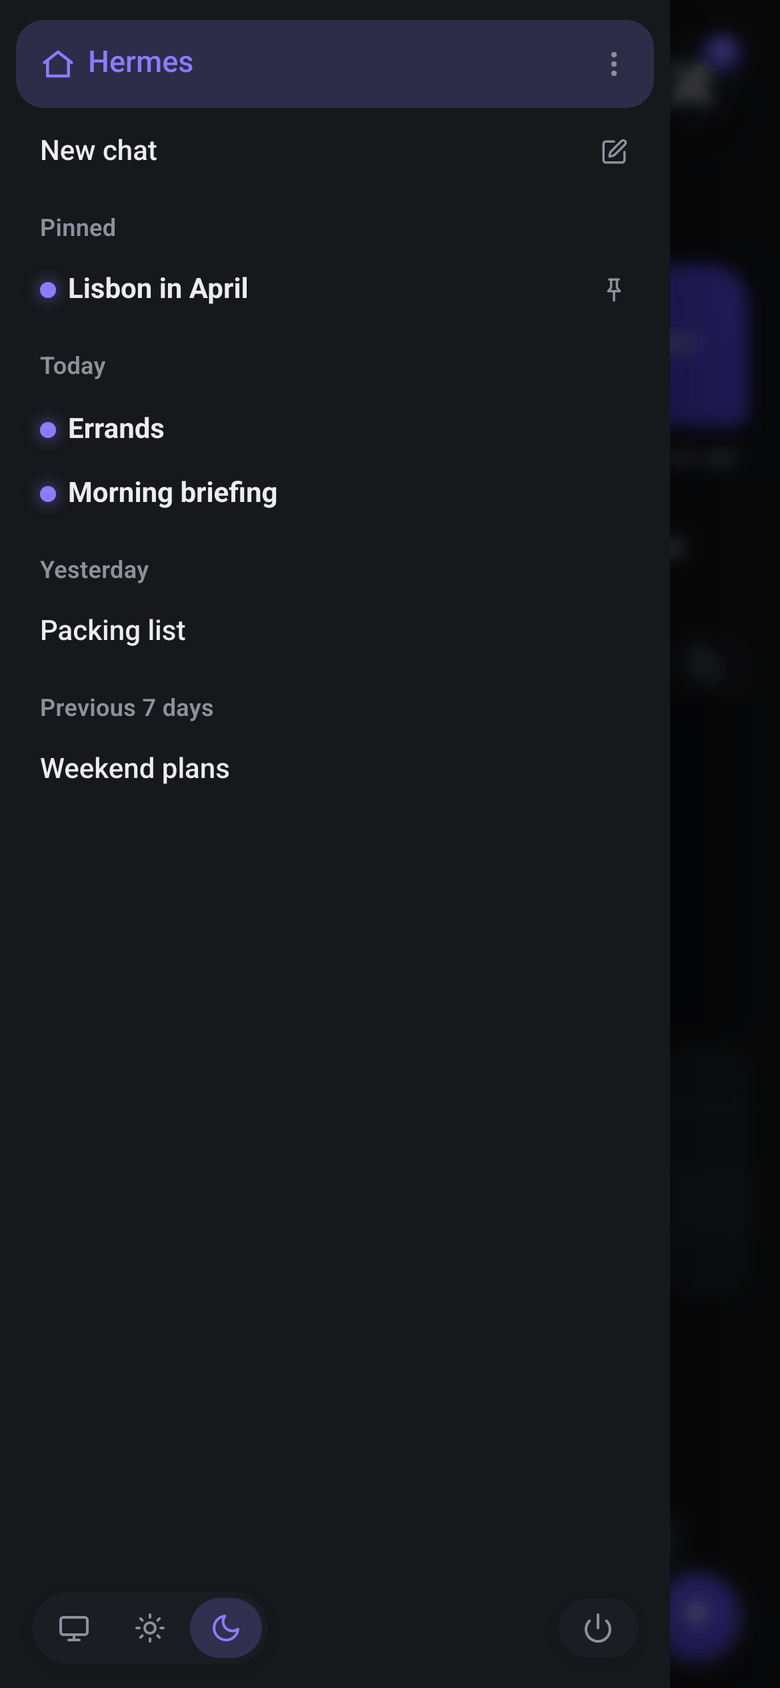 Hermes
New chat
Pinned
Lisbon in April
Today
Errands
Morning briefing
Yesterday
Packing list
Previous 7 days
Weekend plans